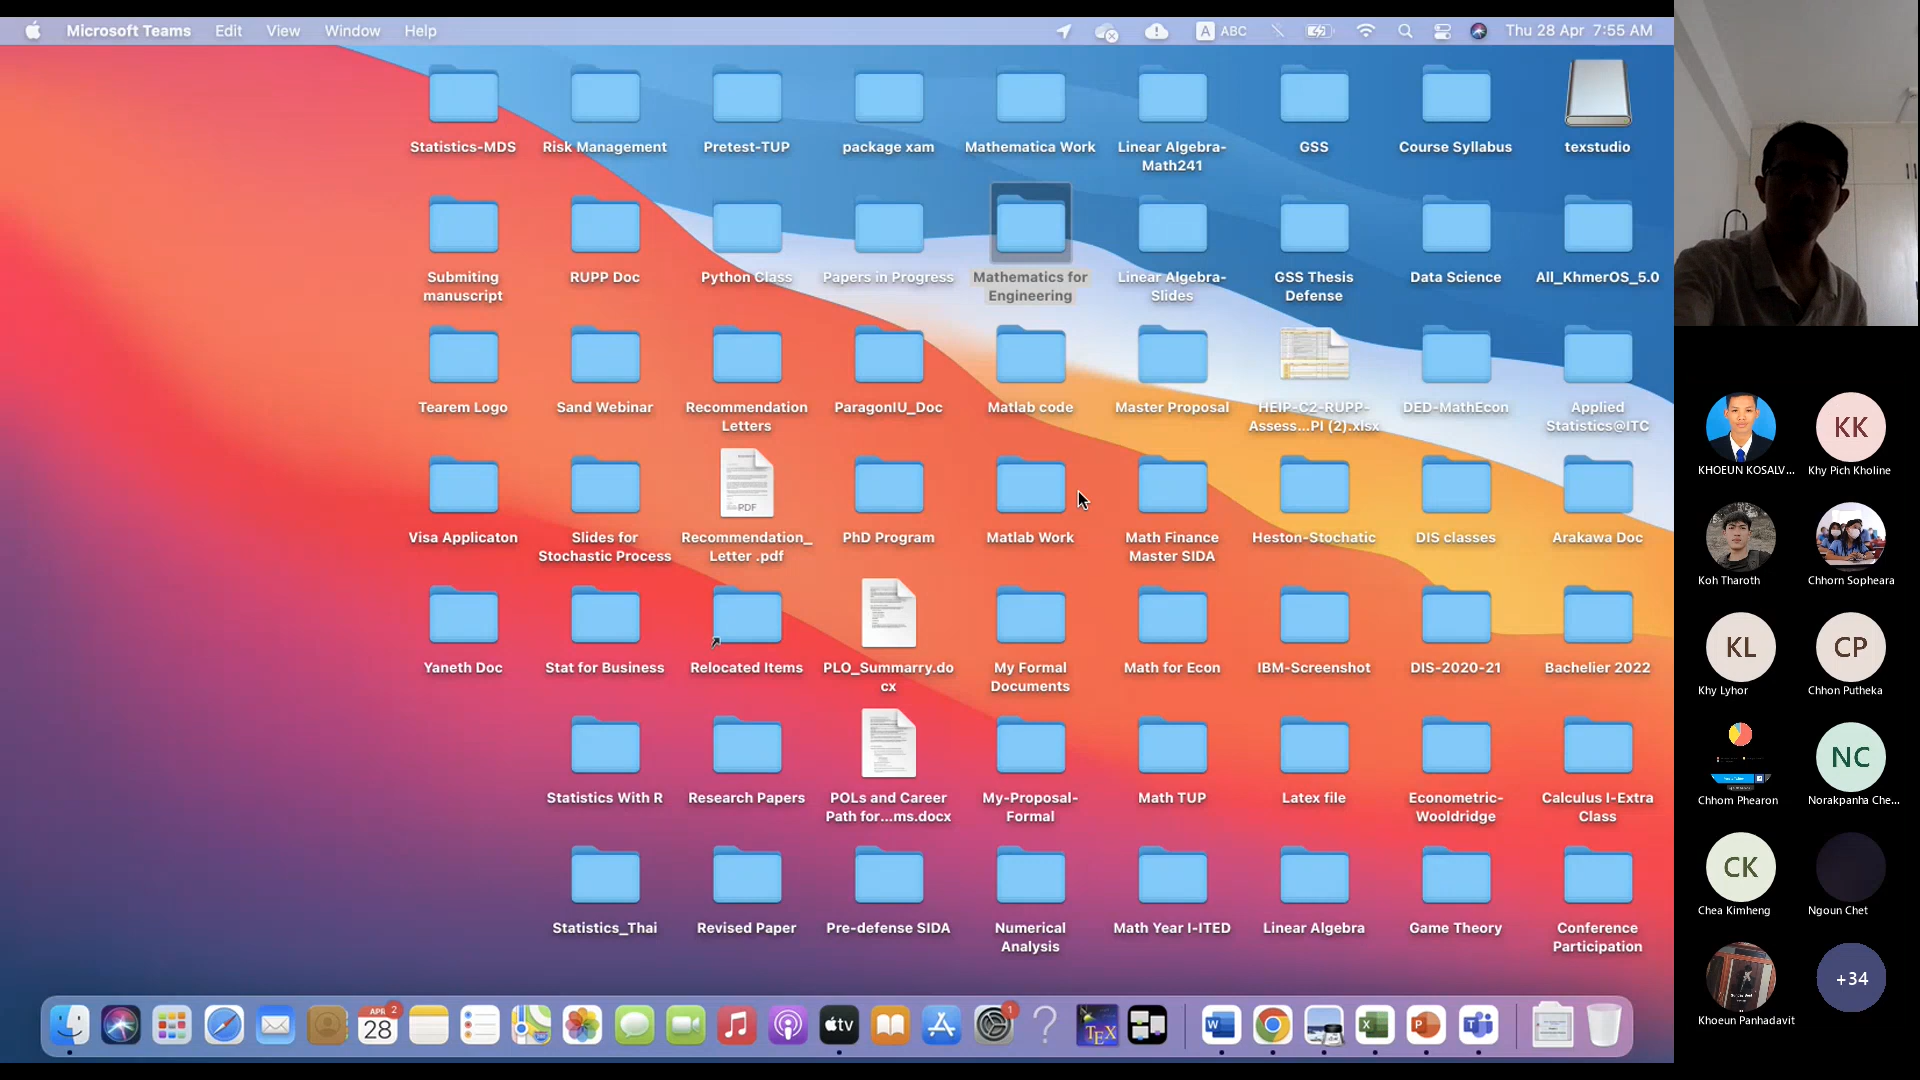 Microsoft Teams Edit View Window Help A ABC Thu 28 Apr 7:55 AM
Statistics-MDS
Risk Management
Pretest-TUP
package xam
Mathematica Work
Linear Algebra-
Math241
GSS
Course Syllabus
texstudio
Submiting
manuscript
RUPP Doc
Python Class
Papers in Progress
Mathematics for
Engineering
Linear Algebra-
Slides
GSS Thesis
Defense
Data Science
All_KhmerOS_5.0
Tearem Logo
Sand Webinar
Recommendation
Letters
ParagonIU_Doc
Matlab code
Master Proposal
HEIP-C2-RUPP-
Assess...PI (2).xlsx
DED-MathEcon
Applied
Statistics@ITC
PDF
Visa Applicaton
Slides for
Stochastic Process
Recommendation_
Letter .pdf
PhD Program
Matlab Work
Math Finance
Master SIDA
Heston-Stochatic
DIS classes
Arakawa Doc
Yaneth Doc
Stat for Business
Relocated Items
PLO_Summarry.do
cx
My Formal
Documents
Math for Econ
IBM-Screenshot
DIS-2020-21
Bachelier 2022
Statistics With R
Research Papers
POLs and Career
Path for...ms.docx
My-Proposal-
Formal
Math TUP
Latex file
Econometric-
Wooldridge
Calculus I-Extra
Class
Statistics_Thai
Revised Paper
Pre-defense SIDA
Numerical
Analysis
Math Year I-ITED
Linear Algebra
Game Theory
Conference
Participation
APR 2
28
tv
1
TEX
W
X
P
T
KK
KHOEUN KOSALV...
Khy Pich Kholine
Koh Tharoth
Chhorn Sopheara
KL
CP
Khy Lyhor
Chhon Putheka
NC
Chhom Phearon
Norakpanha Che...
CK
Chea Kimheng
Ngoun Chet
+34
Khoeun Panhadavit